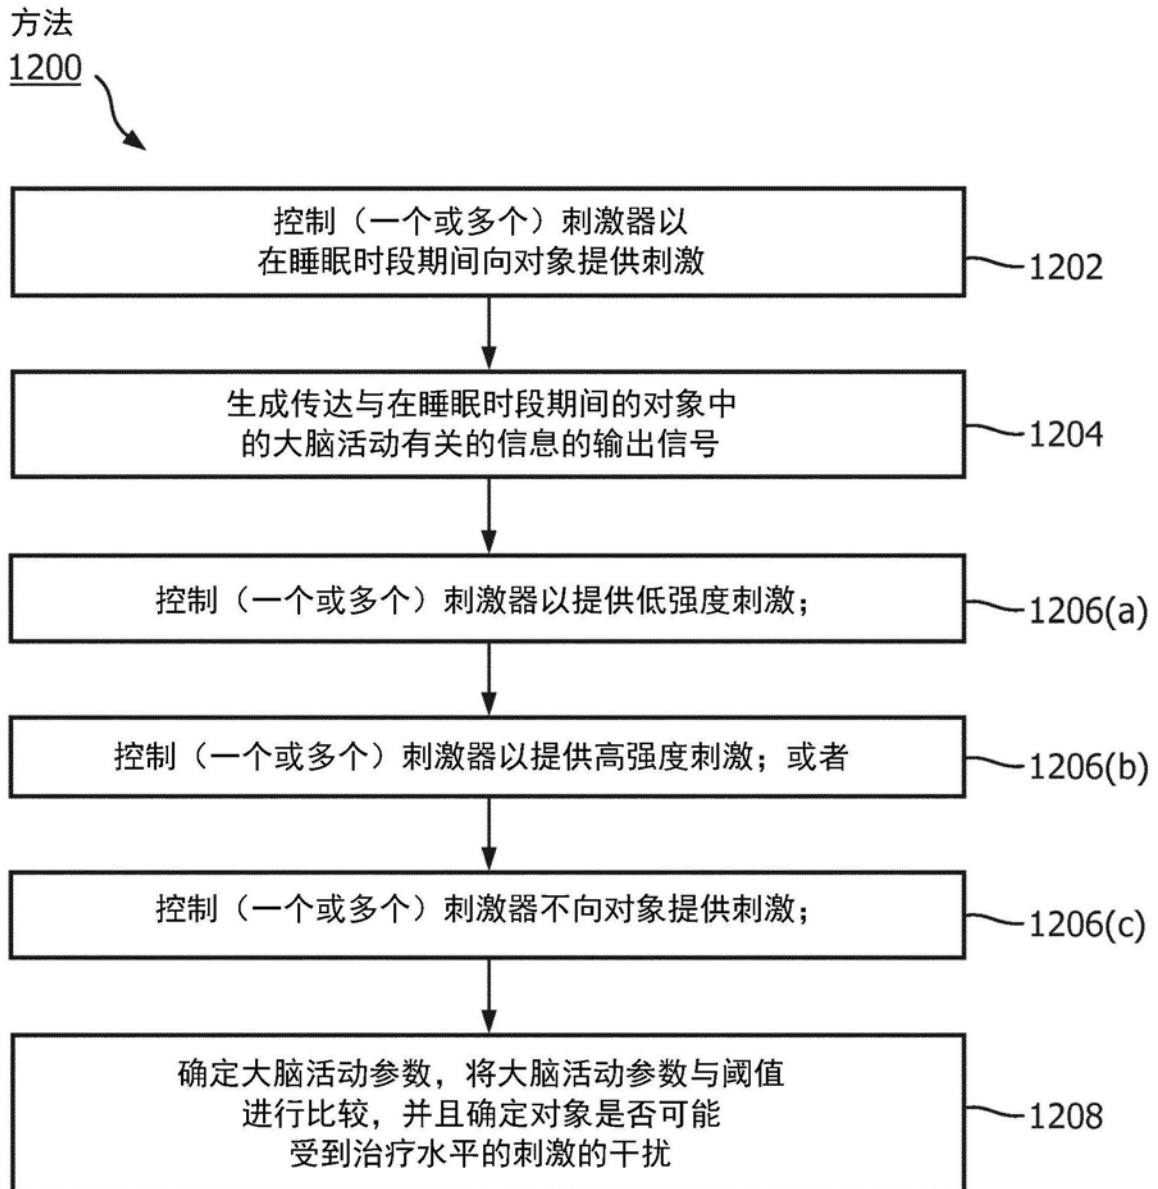 方法
1200
控制（一个或多个）刺激器以
在睡眠时段期间向对象提供刺激
1202
生成传达与在睡眠时段期间的对象中
的大脑活动有关的信息的输出信号
1204
控制（一个或多个）刺激器以提供低强度刺激；
1206(a)
控制（一个或多个）刺激器以提供高强度刺激；或者
1206(b)
控制（一个或多个）刺激器不向对象提供刺激；
1206(c)
确定大脑活动参数，将大脑活动参数与阈值
进行比较，并且确定对象是否可能
受到治疗水平的刺激的干扰
1208